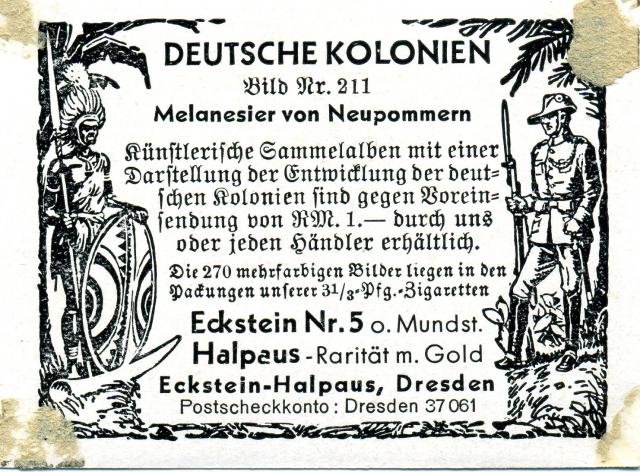 DEUTSCHE KOLONIEN
Bild Nr. 211
Melanesier von Neupommern
Künstlerische Sammelalben mit einer
Darstellung der Entwicklung der deut-
schen Kolonien sind gegen Vorein-
sendung von RM. 1.— durch uns
oder jeden Händler erhältlich.
Die 270 mehrfarbigen Bilder liegen in den
Packungen unserer 3 1/3-Pfg.-Zigaretten
Eckstein Nr. 5 o. Mundst.
Halpaus - Rarität m. Gold
Eckstein-Halpaus, Dresden
Postscheckkonto: Dresden 37 061